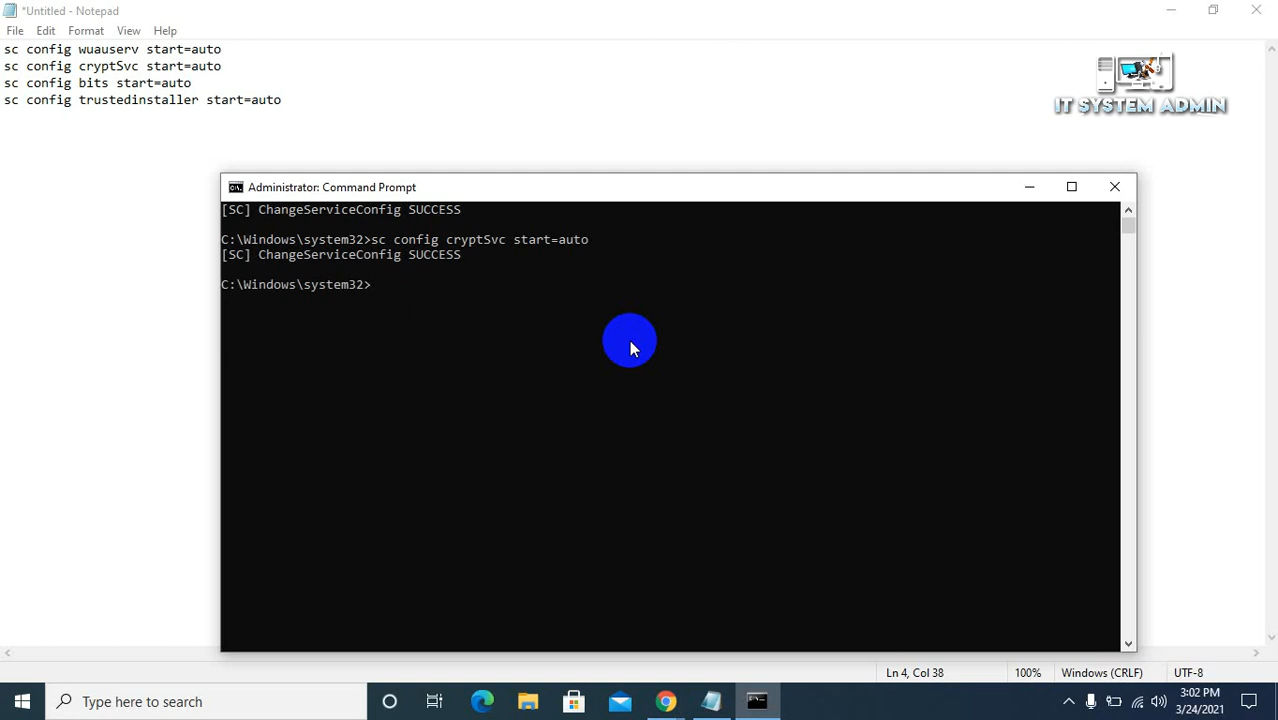 *Untitled - Notepad
File Edit Format View Help
sc config wuauserv start=auto
sc config cryptSvc start=auto
sc config bits start=auto
sc config trustedinstaller start=auto
IT SYSTEM ADMIN
Administrator: Command Prompt
[SC] ChangeServiceConfig SUCCESS
C:\Windows\system32>sc config cryptSvc start=auto
[SC] ChangeServiceConfig SUCCESS
C:\Windows\system32>
Ln 4, Col 38 100% Windows (CRLF) UTF-8
Type here to search
3:02 PM
3/24/2021